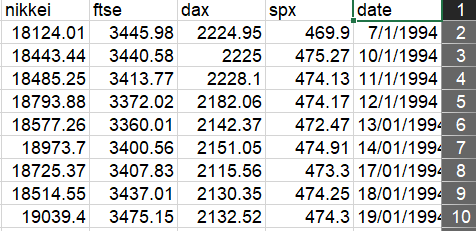 nikkei ftse dax spx date 1
18124.01 3445.98 2224.95 469.9 7/1/1994 2
18443.44 3440.58 2225 475.27 10/1/1994 3
18485.25 3413.77 2228.1 474.13 11/1/1994 4
18793.88 3372.02 2182.06 474.17 12/1/1994 5
18577.26 3360.01 2142.37 472.47 13/01/1994 6
18973.7 3400.56 2151.05 474.91 14/01/1994 7
18725.37 3407.83 2115.56 473.3 17/01/1994 8
18514.55 3437.01 2130.35 474.25 18/01/1994 9
19039.4 3475.15 2132.52 474.3 19/01/1994 10